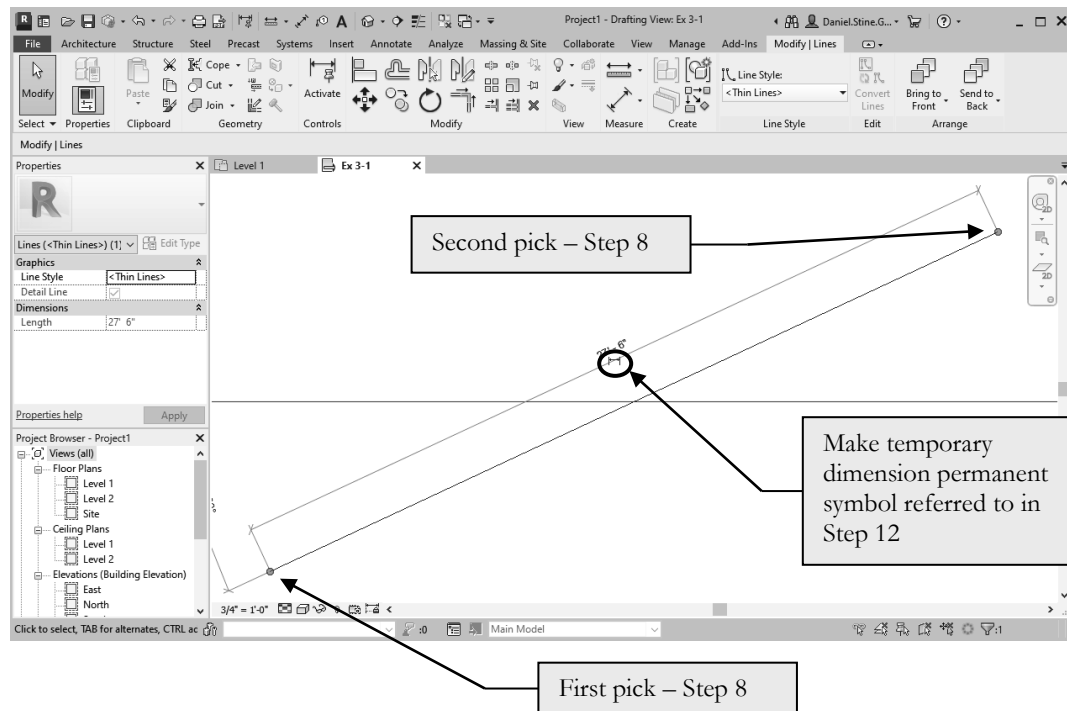 R
Project1 - Drafting View: Ex 3-1
Daniel.Stine.G...
File Architecture Structure Steel Precast Systems Insert Annotate Analyze Massing & Site Collaborate View Manage Add-Ins Modify | Lines
Modify
Paste
Cope
Cut
Join
Activate
Line Style:
<Thin Lines>
Convert Lines
Bring to Front
Send to Back
Select Properties Clipboard Geometry Controls Modify View Measure Create Line Style Edit Arrange
Modify | Lines
Properties
Level 1
Ex 3-1
R
Lines (<Thin Lines>) (1)
Edit Type
Graphics
Line Style <Thin Lines>
Detail Line
Dimensions
Length 27' 6"
Properties help
Apply
Project Browser - Project1
Views (all)
Floor Plans
Level 1
Level 2
Site
Ceiling Plans
Level 1
Level 2
Elevations (Building Elevation)
East
North
2D
2D
Second pick – Step 8
Make temporary
dimension permanent
symbol referred to in
Step 12
3/4" = 1'-0"
Click to select, TAB for alternates, CTRL ac
:0
Main Model
:1
First pick – Step 8